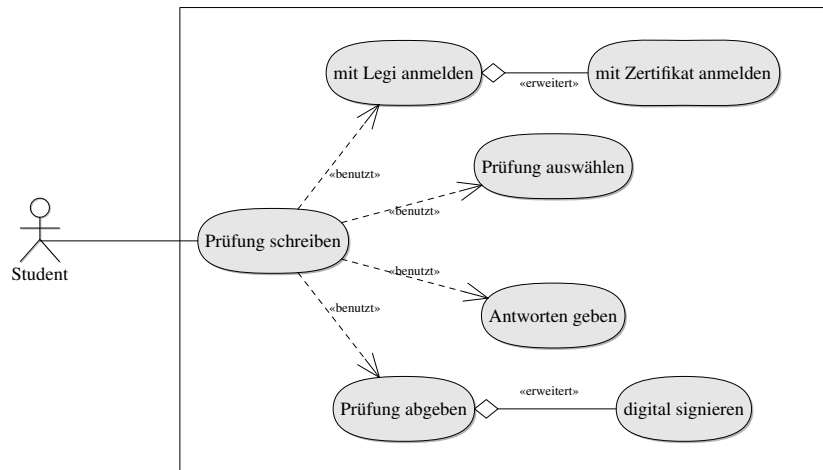 mit Legi anmelden
«erweitert»
mit Zertifikat anmelden
«benutzt»
Prüfung auswählen
«benutzt»
Student
Prüfung schreiben
«benutzt»
Antworten geben
«benutzt»
Prüfung abgeben
«erweitert»
digital signieren